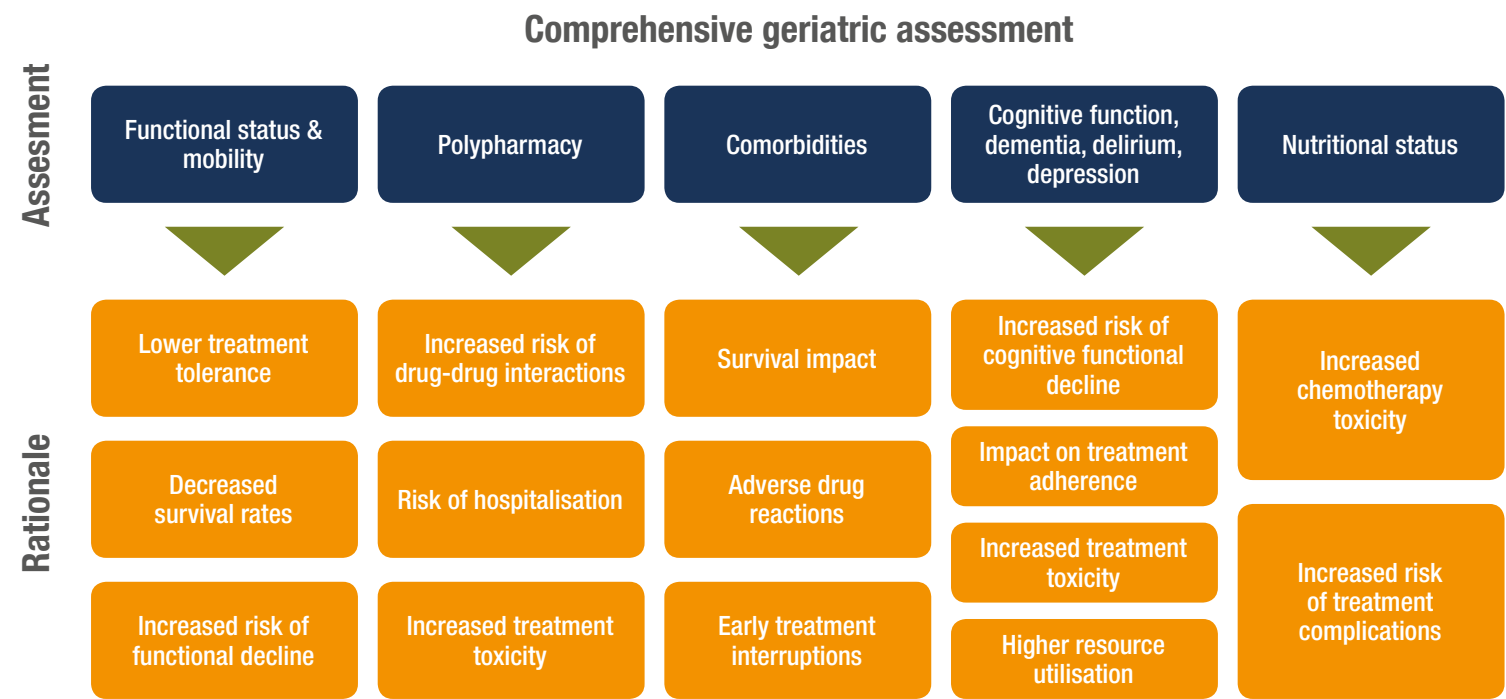 Comprehensive geriatric assessment
Assessment
Functional status &
mobility
Polypharmacy
Comorbidities
Cognitive function,
dementia, delirium,
depression
Nutritional status
Rationale
Lower treatment
tolerance
Decreased
survival rates
Increased risk of
functional decline
Increased risk of
drug-drug interactions
Risk of hospitalisation
Increased treatment
toxicity
Survival impact
Adverse drug
reactions
Early treatment
interruptions
Increased risk of
cognitive functional
decline
Impact on treatment
adherence
Increased treatment
toxicity
Higher resource
utilisation
Increased
chemotherapy
toxicity
Increased risk
of treatment
complications